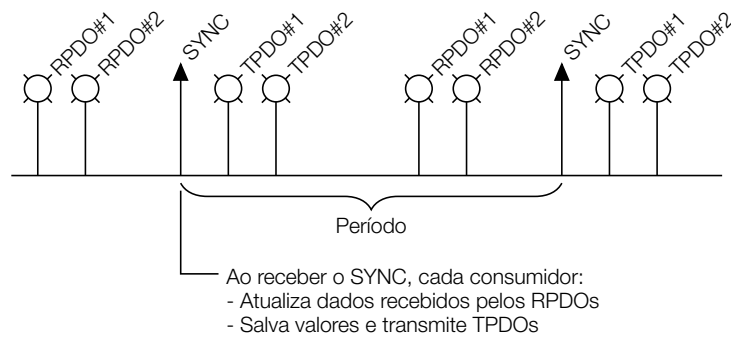 RPDO#1
RPDO#2
SYNC
TPDO#1
TPDO#2
RPDO#1
RPDO#2
SYNC
TPDO#1
TPDO#2
Período
Ao receber o SYNC, cada consumidor:
- Atualiza dados recebidos pelos RPDOs
- Salva valores e transmite TPDOs